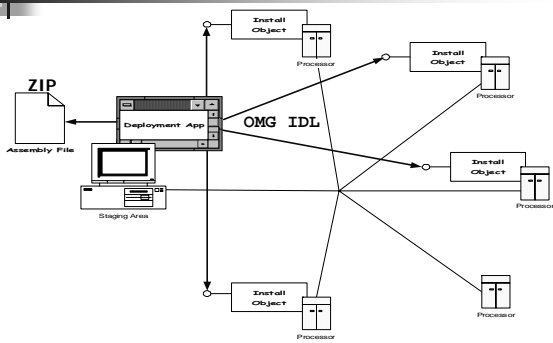 Install
Object
Processor
Install
Object
Processor
ZIP
Deployment App
OMG IDL
Assembly File
Install
Object
Processor
Staging Area
Install
Object
Processor
Processor